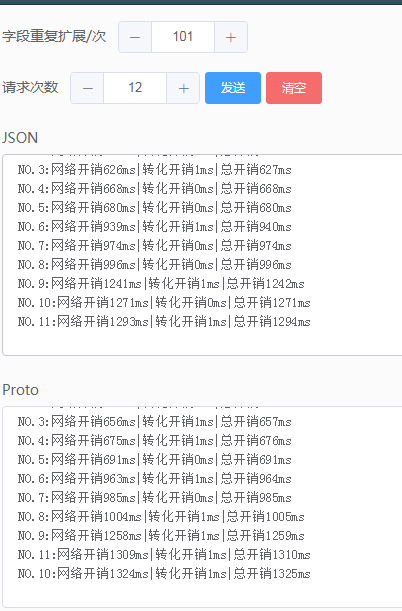 字段重复扩展/次 — 101 +
请求次数 — 12 + 发送 清空
JSON
NO.3:网络开销626ms|转化开销1ms|总开销627ms
NO.4:网络开销668ms|转化开销0ms|总开销668ms
NO.5:网络开销680ms|转化开销0ms|总开销680ms
NO.6:网络开销939ms|转化开销1ms|总开销940ms
NO.7:网络开销974ms|转化开销0ms|总开销974ms
NO.8:网络开销996ms|转化开销0ms|总开销996ms
NO.9:网络开销1241ms|转化开销1ms|总开销1242ms
NO.10:网络开销1271ms|转化开销0ms|总开销1271ms
NO.11:网络开销1293ms|转化开销1ms|总开销1294ms
Proto
NO.3:网络开销656ms|转化开销1ms|总开销657ms
NO.4:网络开销675ms|转化开销1ms|总开销676ms
NO.5:网络开销691ms|转化开销0ms|总开销691ms
NO.6:网络开销963ms|转化开销1ms|总开销964ms
NO.7:网络开销985ms|转化开销0ms|总开销985ms
NO.8:网络开销1004ms|转化开销1ms|总开销1005ms
NO.9:网络开销1258ms|转化开销1ms|总开销1259ms
NO.11:网络开销1309ms|转化开销1ms|总开销1310ms
NO.10:网络开销1324ms|转化开销1ms|总开销1325ms